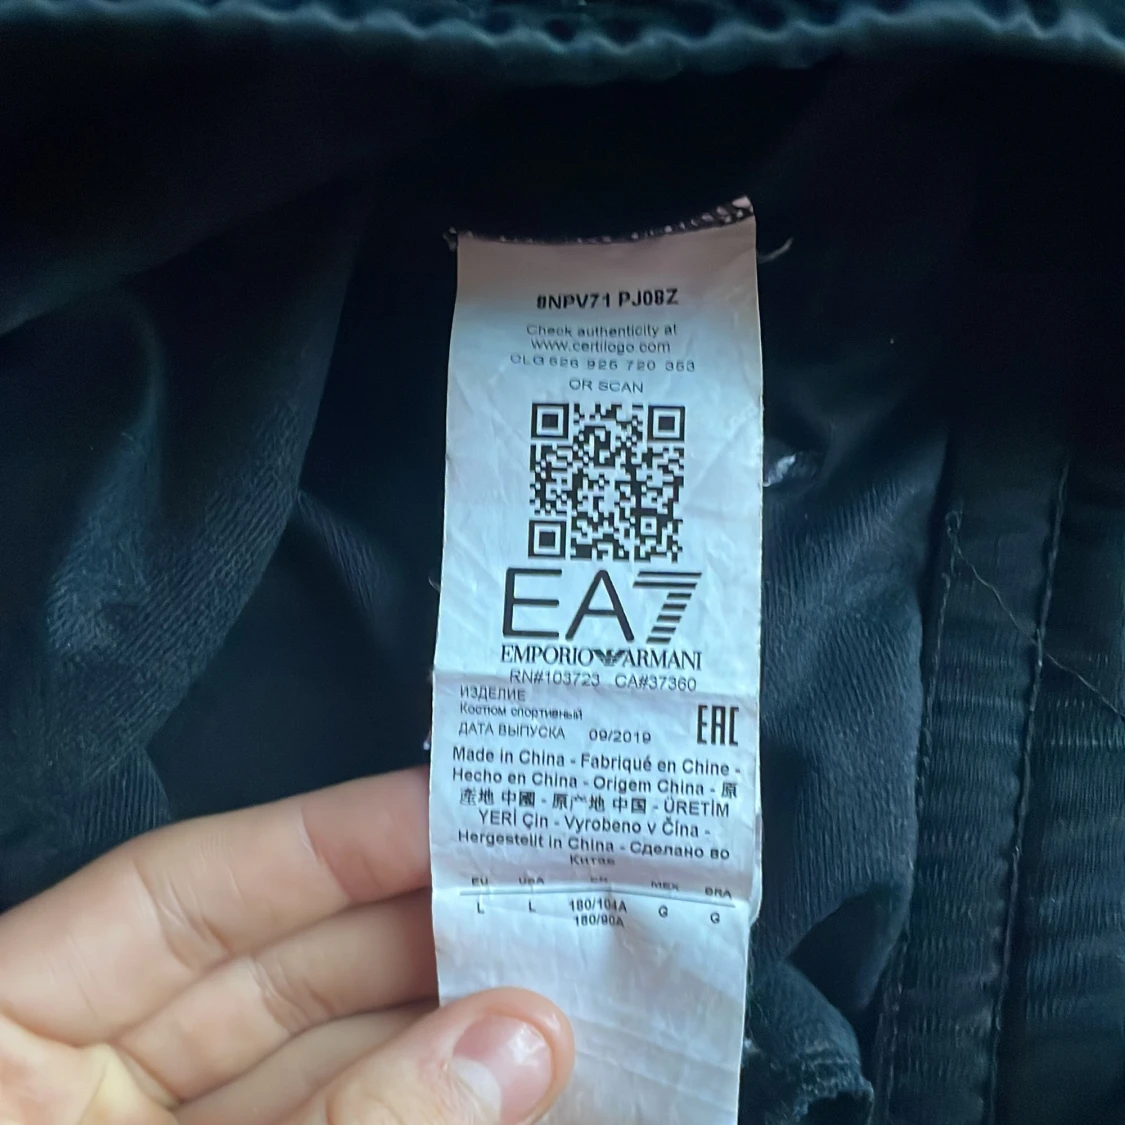 8NPV71 PJ08Z
Check authenticity at
www.certilogo.com
CLG 626 925 720 353
OR SCAN
EA7
EMPORIO ARMANI
RN#103723 CA#37360
ИЗДЕЛИЕ
Костюм спортивный
ДАТА ВЫПУСКА 09/2019
EAC
Made in China - Fabriqué en Chine -
Hecho en China - Origem China - 原
產地 中國 - 原产地 中国 - ÜRETİM
YERİ Çin - Vyrobeno v Čína -
Hergestellt in China - Сделано во
Китае
EU USA CN MEX BRA
L L 180/104A G G
180/90A